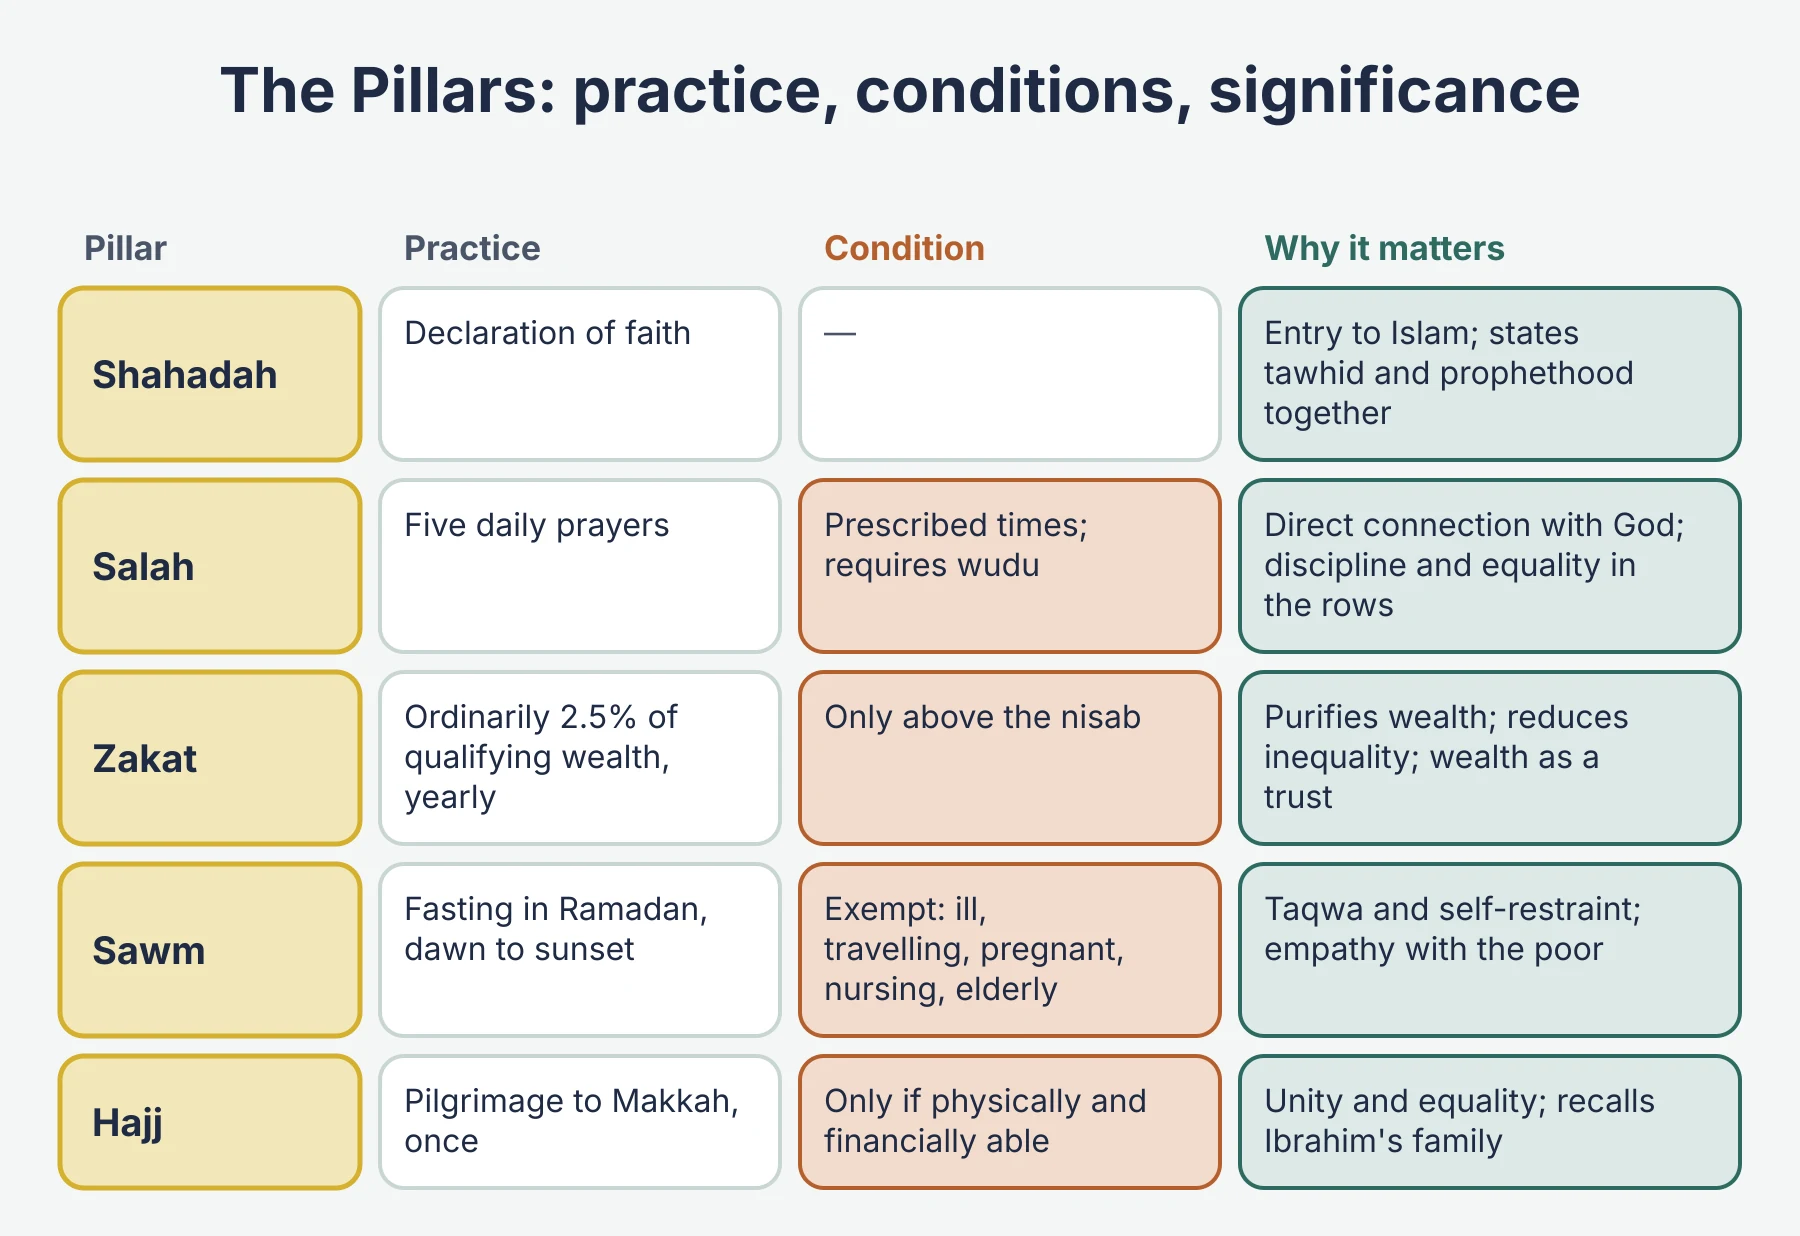 The Pillars: practice, conditions, significance
Pillar
Practice
Condition
Why it matters
Shahadah
Declaration of faith
—
Entry to Islam; states
tawhid and prophethood
together
Salah
Five daily prayers
Prescribed times;
requires wudu
Direct connection with God;
discipline and equality in
the rows
Zakat
Ordinarily 2.5% of
qualifying wealth,
yearly
Only above the nisab
Purifies wealth; reduces
inequality; wealth as a
trust
Sawm
Fasting in Ramadan,
dawn to sunset
Exempt: ill,
travelling, pregnant,
nursing, elderly
Taqwa and self-restraint;
empathy with the poor
Hajj
Pilgrimage to Makkah,
once
Only if physically and
financially able
Unity and equality; recalls
Ibrahim's family